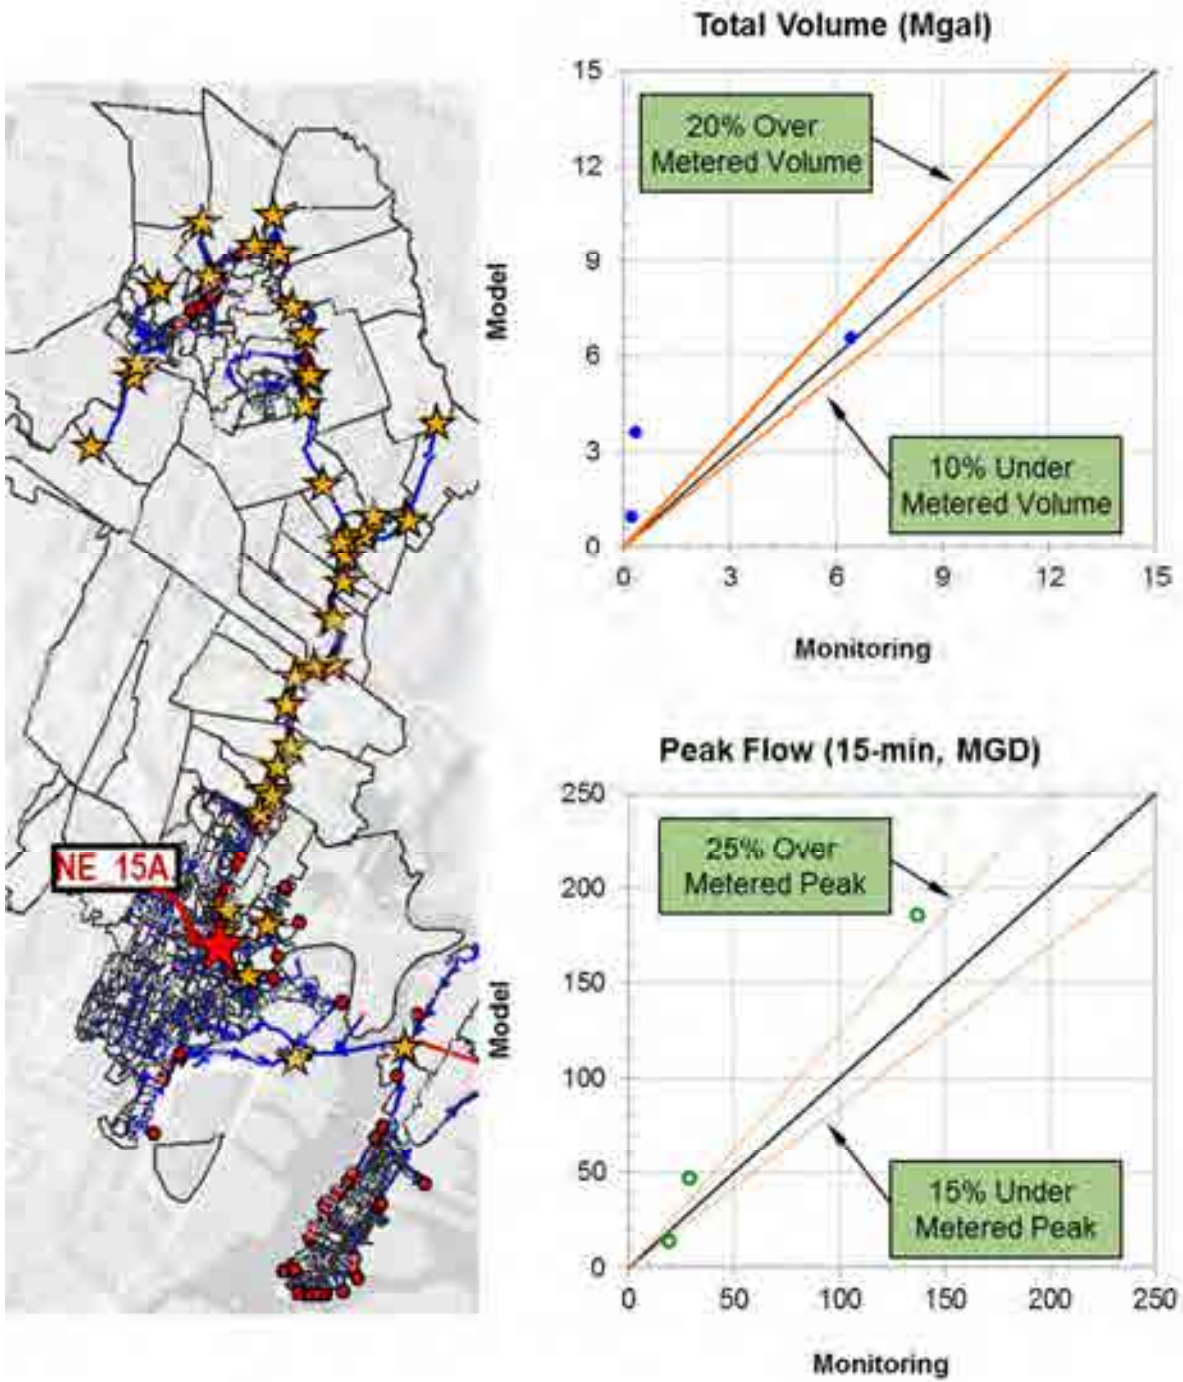 NE 15A
Total Volume (Mgal)
15
12
9
6
3
0
0 3 6 9 12 15
Model
Monitoring
20% Over
Metered Volume
10% Under
Metered Volume
Peak Flow (15-min, MGD)
250
200
150
100
50
0
0 50 100 150 200 250
Model
Monitoring
25% Over
Metered Peak
15% Under
Metered Peak